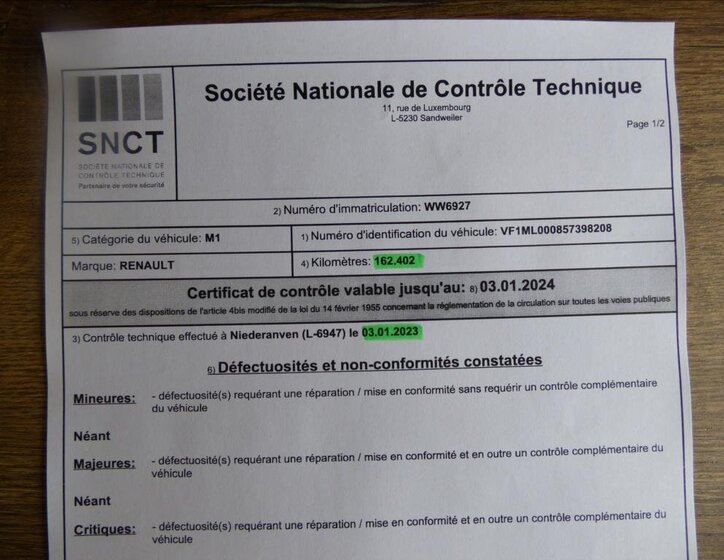 SNCT
SOCIÉTÉ NATIONALE DE
CONTRÔLE TECHNIQUE
Partenaire de votre sécurité
Société Nationale de Contrôle Technique
11, rue de Luxembourg
L-5230 Sandweiler
Page 1/2
2) Numéro d'immatriculation: WW6927
5) Catégorie du véhicule: M1
1) Numéro d'identification du véhicule: VF1ML000857398208
Marque: RENAULT
4) Kilomètres: 162,402
Certificat de contrôle valable jusqu'au: 8) 03.01.2024
sous réserve des dispositions de l'article 4bis modifié de la loi du 14 février 1955 concernant la réglementation de la circulation sur toutes les voies publiques
3) Contrôle technique effectué à Niederanven (L-6947) le 03.01.2023
6) Défectuosités et non-conformités constatées
Mineures: - défectuosité(s) requérant une réparation / mise en conformité sans requérir un contrôle complémentaire
du véhicule
Néant
Majeures: - défectuosité(s) requérant une réparation / mise en conformité et en outre un contrôle complémentaire du
véhicule
Néant
Critiques: - défectuosité(s) requérant une réparation / mise en conformité et en outre un contrôle complémentaire du
véhicule